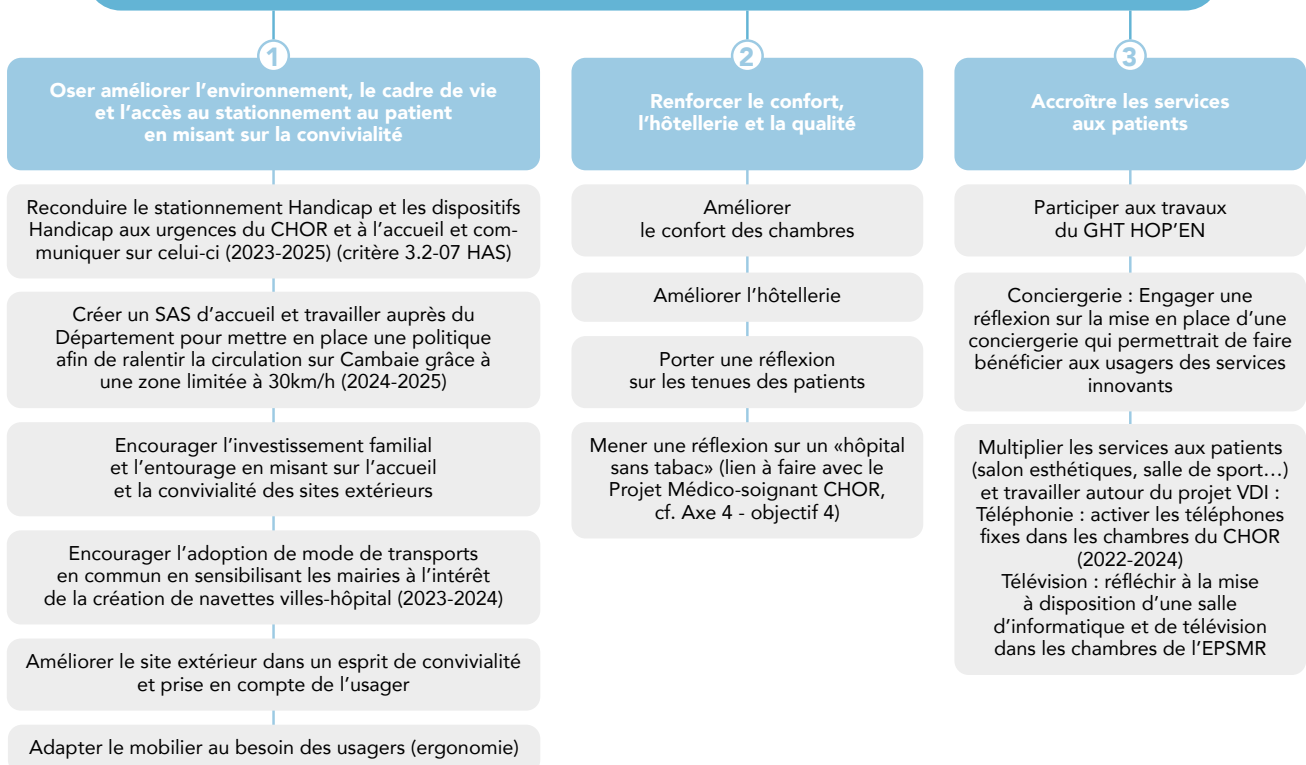 1
Oser améliorer l'environnement, le cadre de vie
et l'accès au stationnement au patient
en misant sur la convivialité
Reconduire le stationnement Handicap et les dispositifs
Handicap aux urgences du CHOR et à l'accueil et com-
muniquer sur celui-ci (2023-2025) (critère 3.2-07 HAS)
Créer un SAS d'accueil et travailler auprès du
Département pour mettre en place une politique
afin de ralentir la circulation sur Cambaie grâce à
une zone limitée à 30km/h (2024-2025)
Encourager l'investissement familial
et l'entourage en misant sur l'accueil
et la convivialité des sites extérieurs
Encourager l'adoption de mode de transports
en commun en sensibilisant les mairies à l'intérêt
de la création de navettes villes-hôpital (2023-2024)
Améliorer le site extérieur dans un esprit de convivialité
et prise en compte de l'usager
Adapter le mobilier au besoin des usagers (ergonomie)
2
Renforcer le confort,
l'hôtellerie et la qualité
Améliorer
le confort des chambres
Améliorer l'hôtellerie
Porter une réflexion
sur les tenues des patients
Mener une réflexion sur un «hôpital
sans tabac» (lien à faire avec le
Projet Médico-soignant CHOR,
cf. Axe 4 - objectif 4)
3
Accroître les services
aux patients
Participer aux travaux
du GHT HOP'EN
Conciergerie : Engager une
réflexion sur la mise en place d'une
conciergerie qui permettrait de faire
bénéficier aux usagers des services
innovants
Multiplier les services aux patients
(salon esthétiques, salle de sport…)
et travailler autour du projet VDI :
Téléphonie : activer les téléphones
fixes dans les chambres du CHOR
(2022-2024)
Télévision : réfléchir à la mise
à disposition d'une salle
d'informatique et de télévision
dans les chambres de l'EPSMR